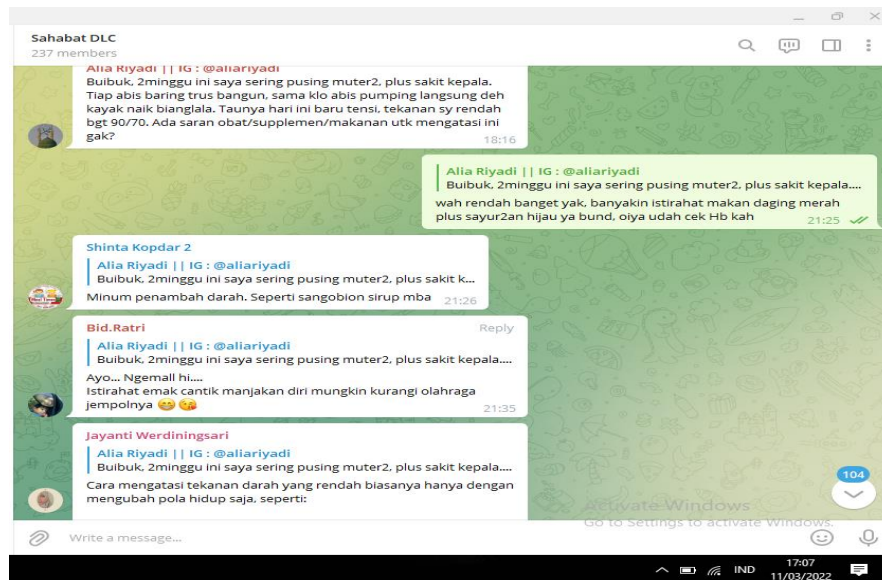 Sahabat DLC
237 members
Alia Riyadi || IG : @aliariyadi
Buibuk, 2minggu ini saya sering pusing muter2, plus sakit kepala.
Tiap abis baring trus bangun, sama klo abis pumping langsung deh
kayak naik bianglala. Taunya hari ini baru tensi, tekanan sy rendah
bgt 90/70. Ada saran obat/supplemen/makanan utk mengatasi ini
gak?
18:16
Alia Riyadi || IG : @aliariyadi
Buibuk, 2minggu ini saya sering pusing muter2, plus sakit kepala....
wah rendah banget yak, banyakin istirahat makan daging merah
plus sayur2an hijau ya bund, oiya udah cek Hb kah
21:25
Shinta Kopdar 2
Alia Riyadi || IG : @aliariyadi
Buibuk, 2minggu ini saya sering pusing muter2, plus sakit k...
Minum penambah darah. Seperti sangobion sirup mba
21:26
Bid.Ratri
Reply
Alia Riyadi || IG : @aliariyadi
Buibuk, 2minggu ini saya sering pusing muter2, plus sakit kepala....
Ayo... Ngemall hi....
Istirahat emak cantik manjakan diri mungkin kurangi olahraga
jempolnya
21:35
Jayanti Werdiningsari
Alia Riyadi || IG : @aliariyadi
Buibuk, 2minggu ini saya sering pusing muter2, plus sakit kepala....
Cara mengatasi tekanan darah yang rendah biasanya hanya dengan
mengubah pola hidup saja, seperti:
104
Activate Windows
Go to Settings to activate Windows.
Write a message...
IND
17:07
11/03/2022